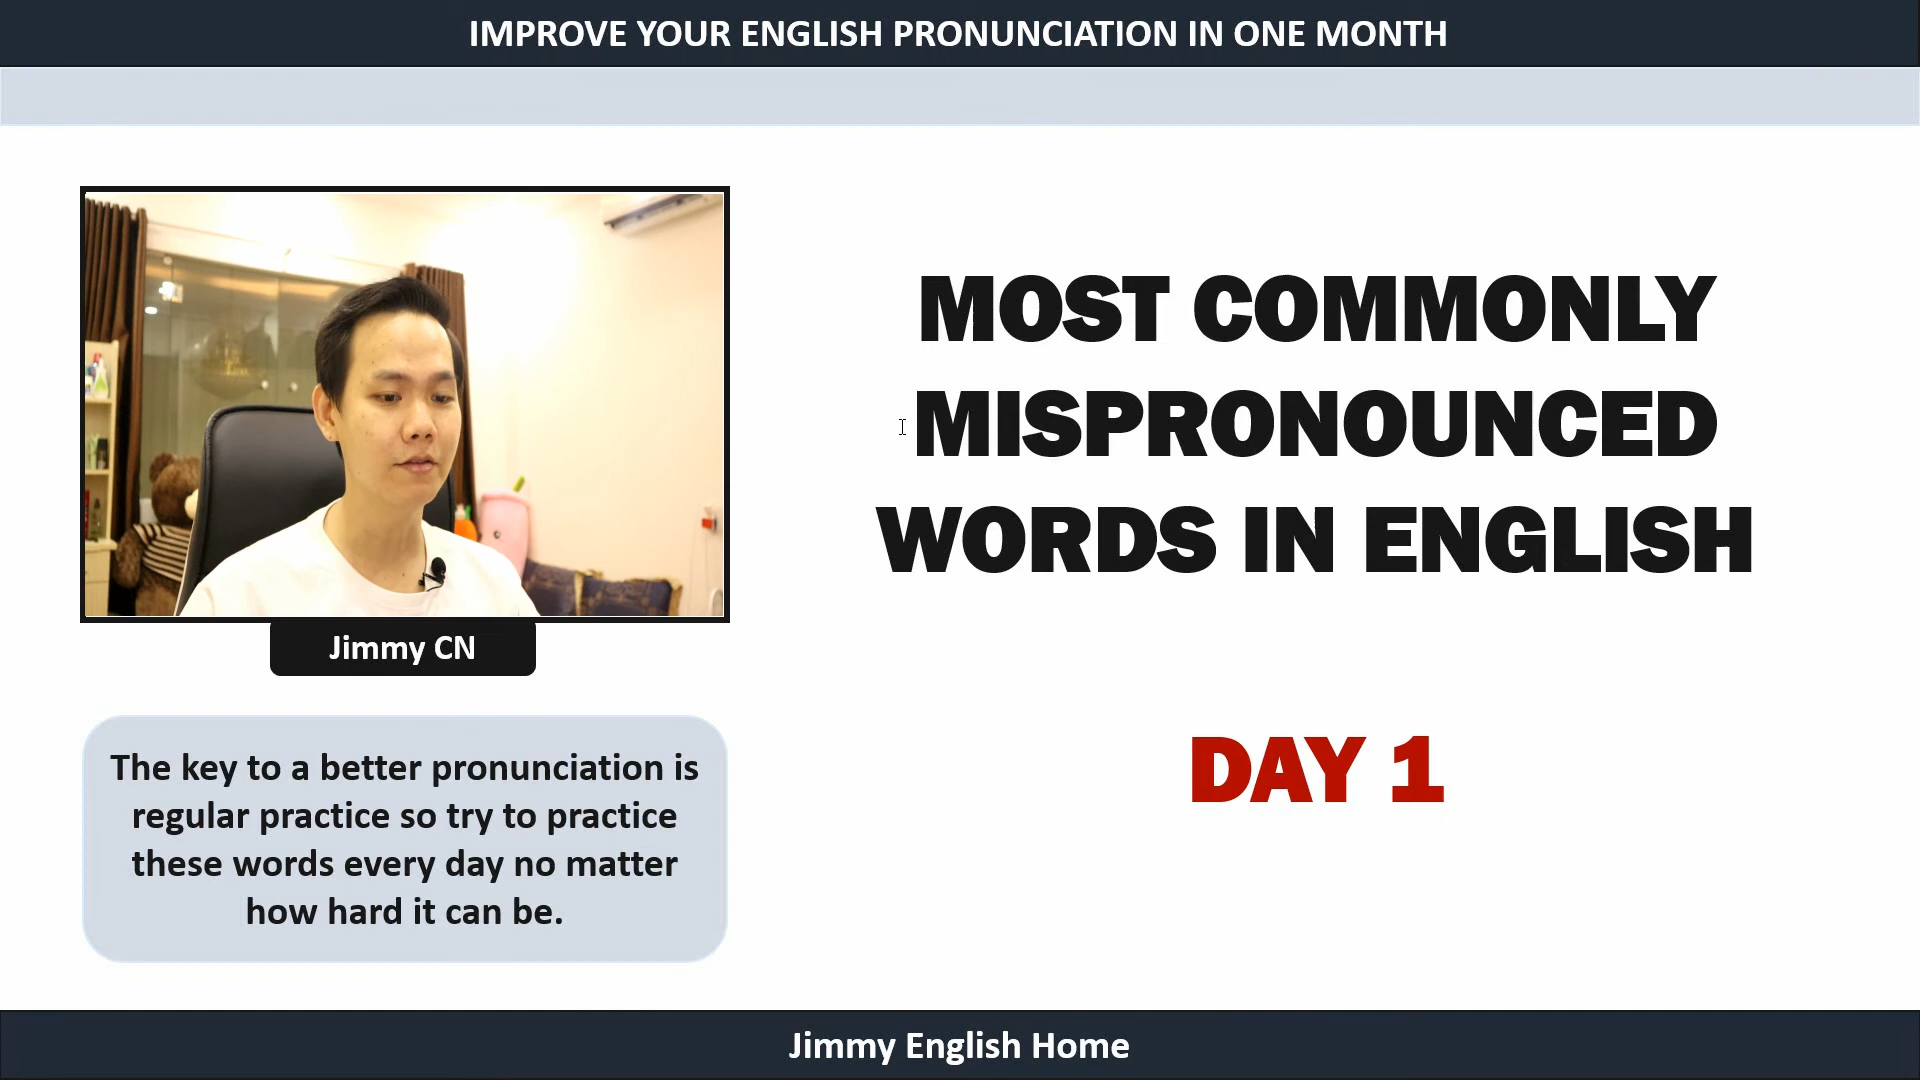 IMPROVE YOUR ENGLISH PRONUNCIATION IN ONE MONTH
MOST COMMONLY
MISPRONOUNCED
WORDS IN ENGLISH
DAY 1
Jimmy CN
The key to a better pronunciation is
regular practice so try to practice
these words every day no matter
how hard it can be.
Jimmy English Home